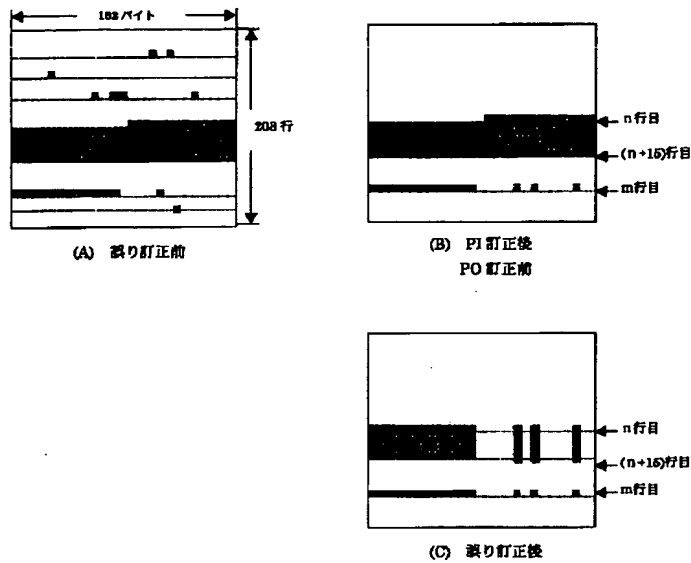 182バイト
208行
n行目
(n+15)行目
m行目
(A) 誤り訂正前
(B) PI訂正後
PO訂正前
n行目
(n+15)行目
m行目
(C) 誤り訂正後